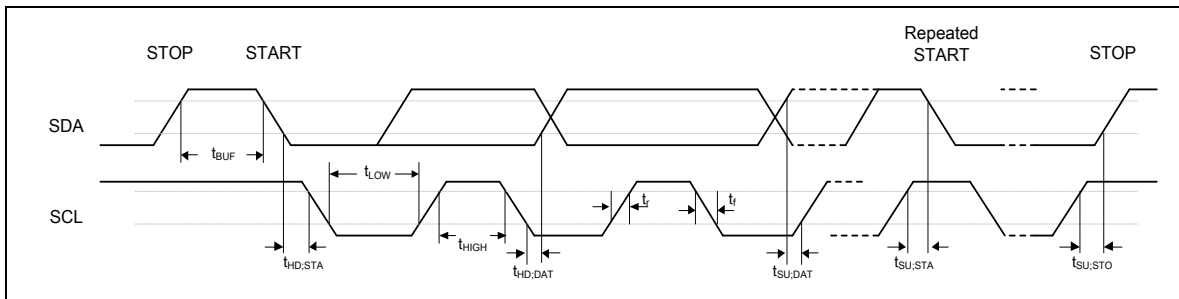 STOP
START
Repeated
START
STOP
SDA
tBUF
tLOW
SCL
tr
tf
tHIGH
tHD;STA
tHD;DAT
tSU;DAT
tSU;STA
tSU;STO